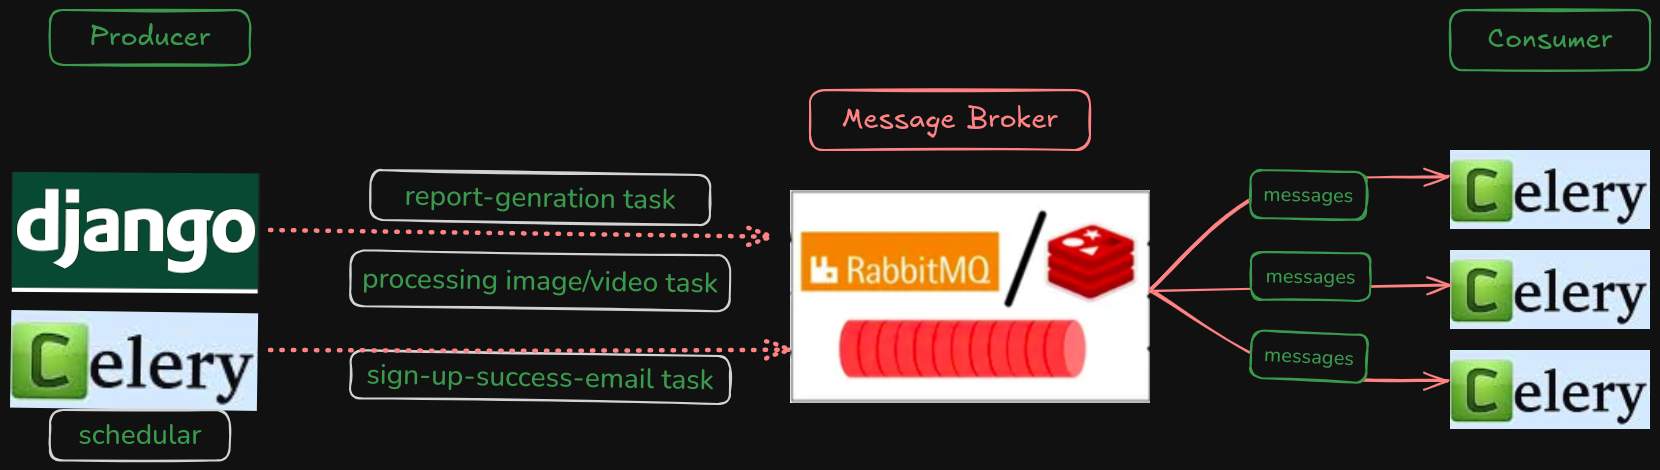 Producer
Consumer
Message Broker
django
report-genration task
processing image/video task
Celery
sign-up-success-email task
schedular
RabbitMQ
messages
Celery
messages
Celery
messages
Celery